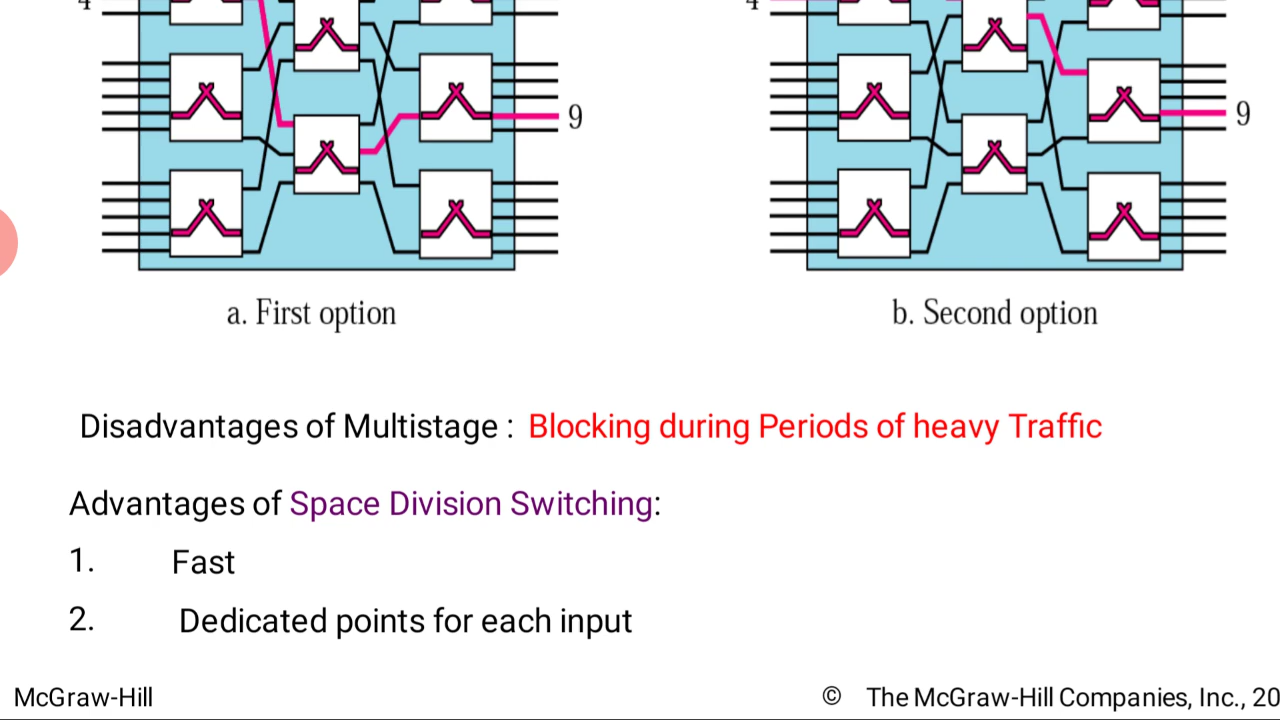 4 4
9 9
a. First option b. Second option
Disadvantages of Multistage : Blocking during Periods of heavy Traffic
Advantages of Space Division Switching:
1. Fast
2. Dedicated points for each input
McGraw-Hill © The McGraw-Hill Companies, Inc., 20